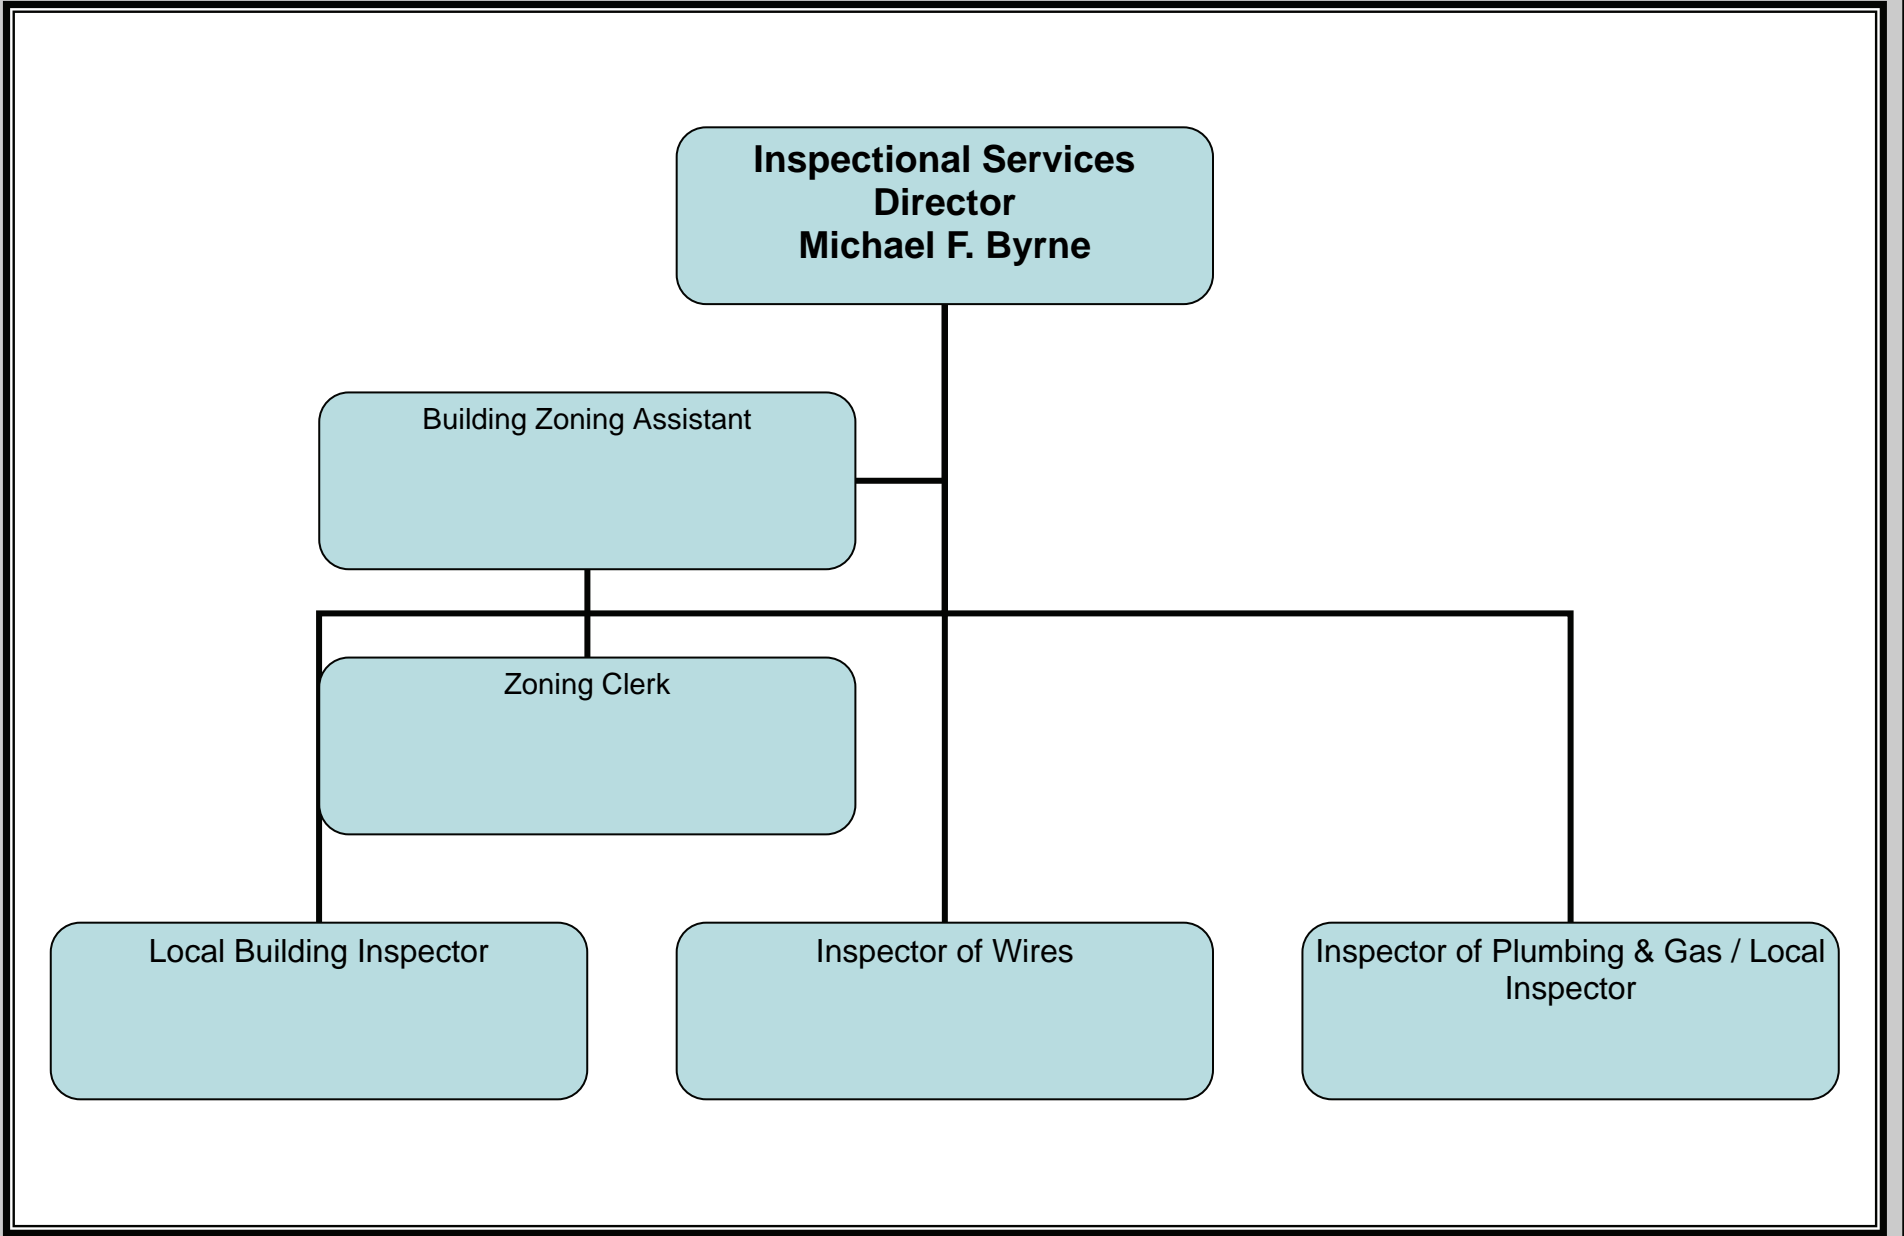 Inspectional Services
Director
Michael F. Byrne
Building Zoning Assistant
Zoning Clerk
Local Building Inspector
Inspector of Wires
Inspector of Plumbing & Gas / Local
Inspector